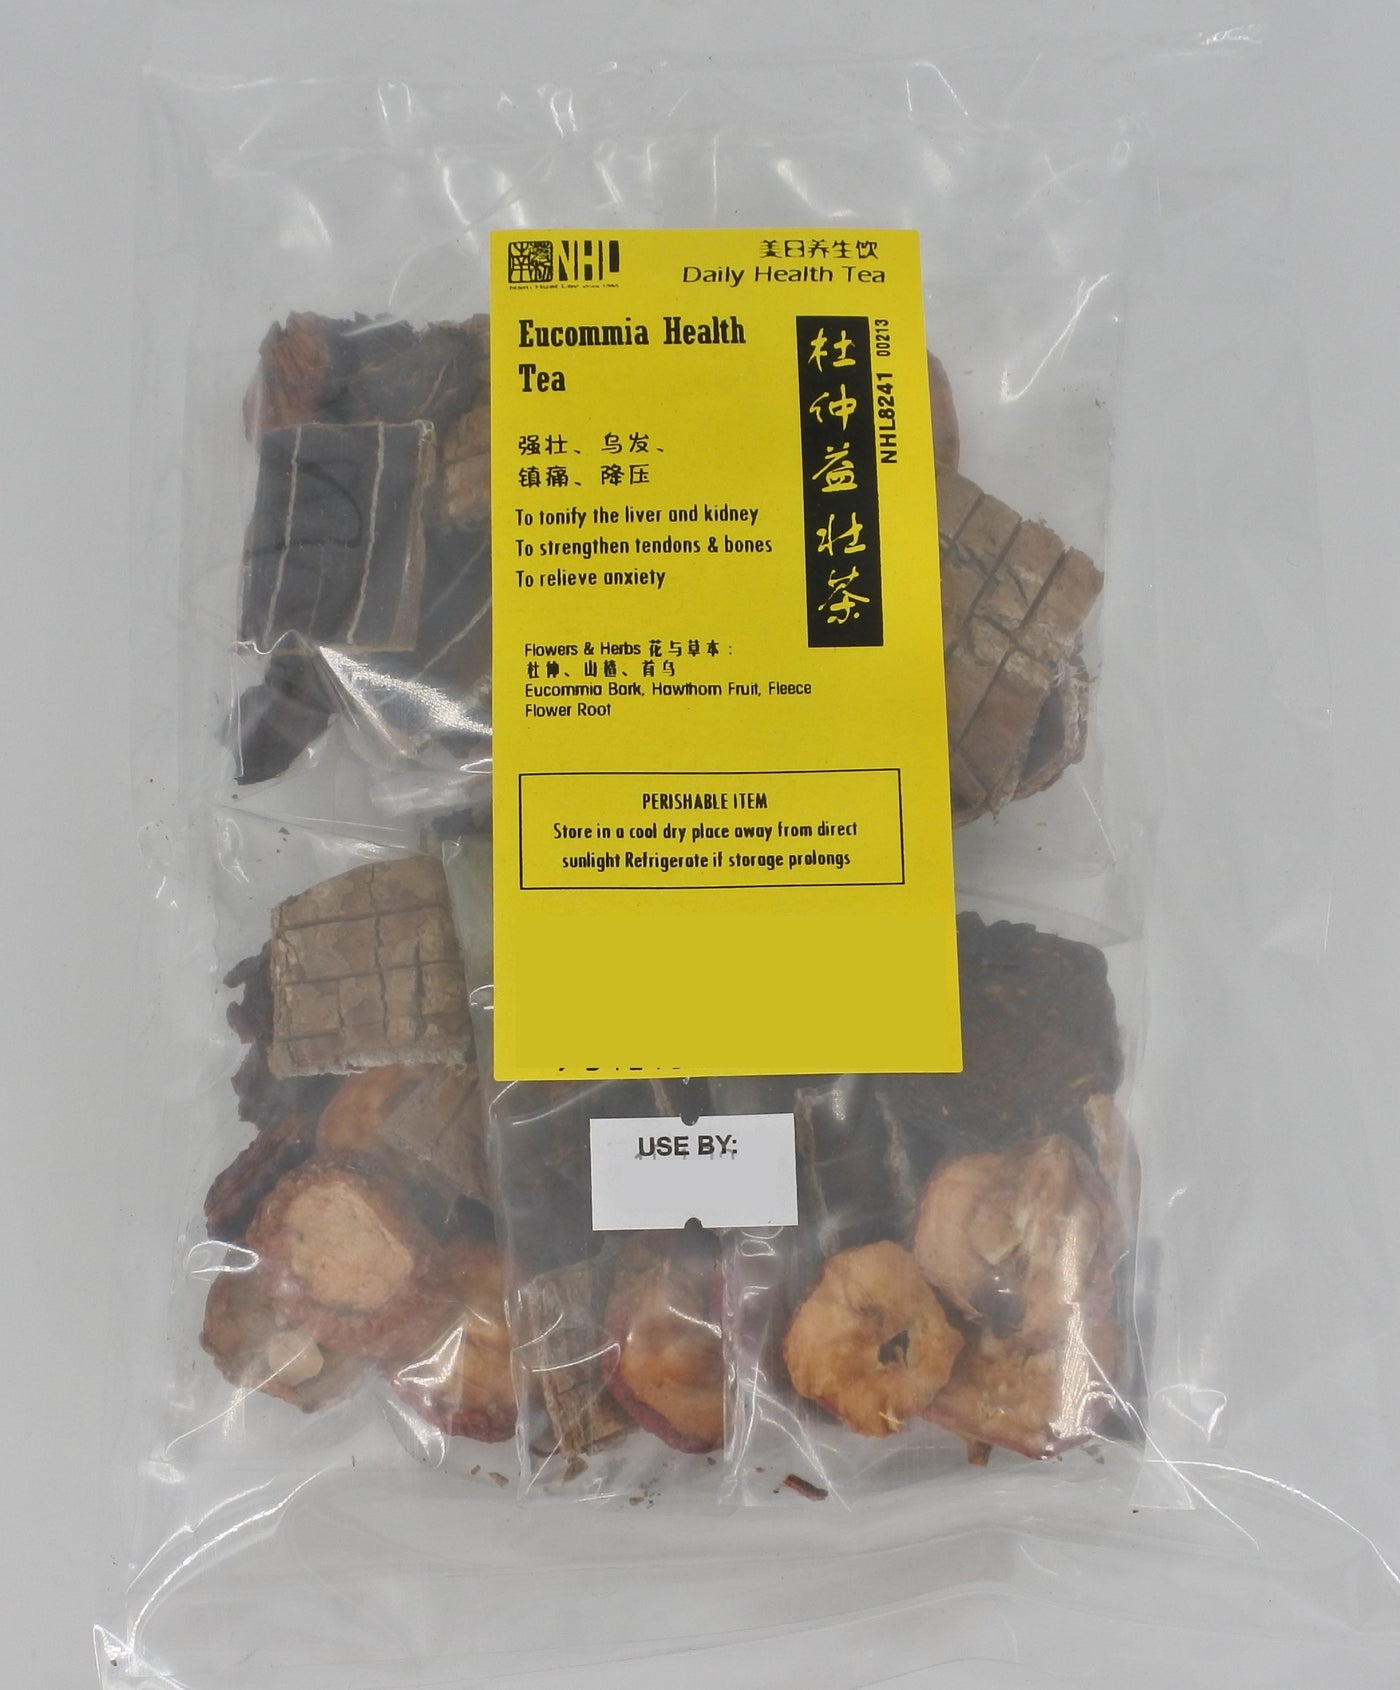 NHL
美日养生饮
Daily Health Tea
Eucommia Health
Tea
杜仲益壮茶
NHL8241 00213
强壮、乌发、
镇痛、降压
To tonify the liver and kidney
To strengthen tendons & bones
To relieve anxiety
Flowers & Herbs 花与草本：
杜仲、山楂、首乌
Eucommia Bark, Hawthorn Fruit, Fleece
Flower Root
PERISHABLE ITEM
Store in a cool dry place away from direct
sunlight Refrigerate if storage prolongs
USE BY: